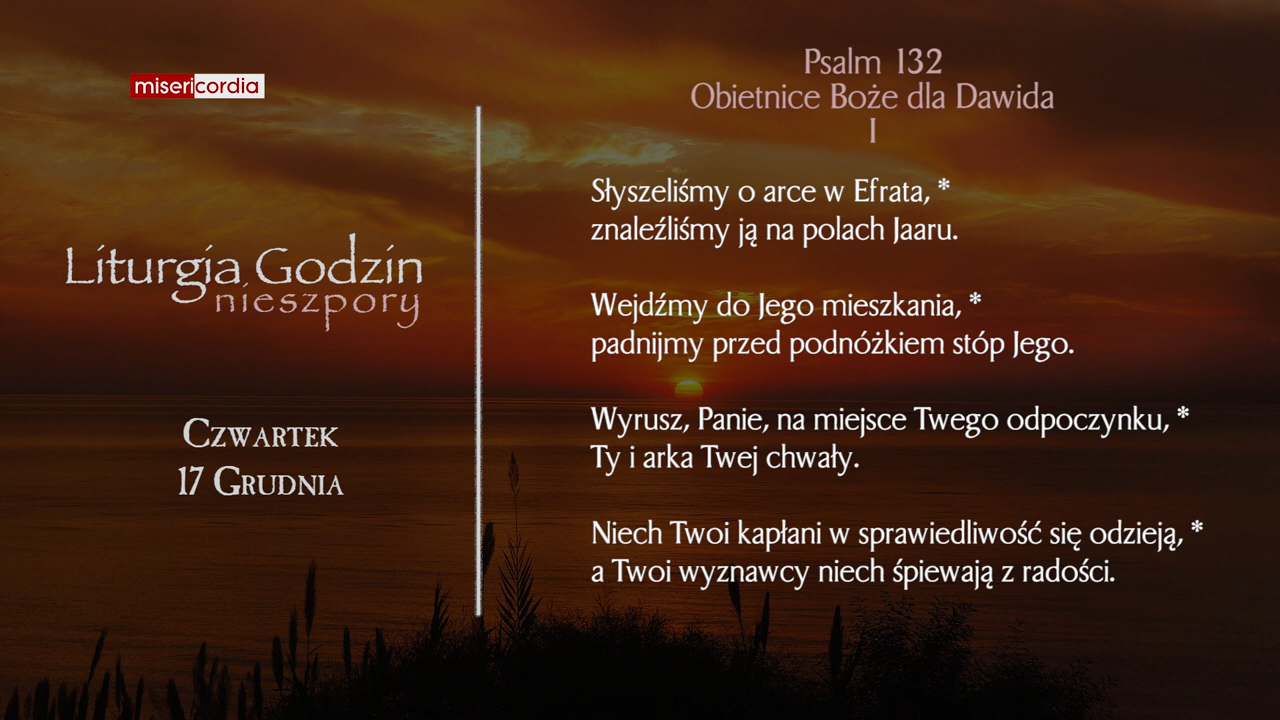 misericordia
Liturgia Godzin
nieszpory
Czwartek
17 Grudnia
Psalm 132
Obietnice Boże dla Dawida
I
Słyszeliśmy o arce w Efrata, *
znaleźliśmy ją na polach Jaaru.
Wejdźmy do Jego mieszkania, *
padnijmy przed podnóżkiem stóp Jego.
Wyrusz, Panie, na miejsce Twego odpoczynku, *
Ty i arka Twej chwały.
Niech Twoi kapłani w sprawiedliwość się odzieją, *
a Twoi wyznawcy niech śpiewają z radości.